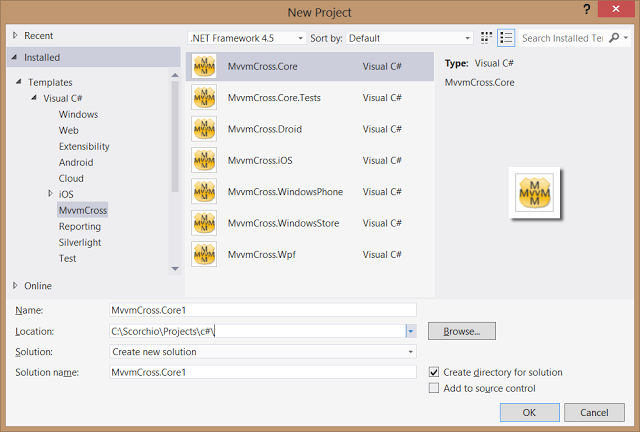 New Project
? ×
Recent
Installed
Templates
Visual C#
Windows
Web
Extensibility
Android
Cloud
iOS
MvvmCross
Reporting
Silverlight
Test
Online
.NET Framework 4.5 Sort by: Default
Search Installed Te
MvvmCross.Core Visual C#
MvvmCross.Core.Tests Visual C#
MvvmCross.Droid Visual C#
MvvmCross.iOS Visual C#
MvvmCross.WindowsPhone Visual C#
MvvmCross.WindowsStore Visual C#
MvvmCross.Wpf Visual C#
Type: Visual C#
MvvmCross.Core
M
MvvM
M
Name: MvvmCross.Core1
Location: C:\Scorchio\Projects\c#\ Browse...
Solution: Create new solution
Solution name: MvvmCross.Core1
Create directory for solution
Add to source control
OK Cancel